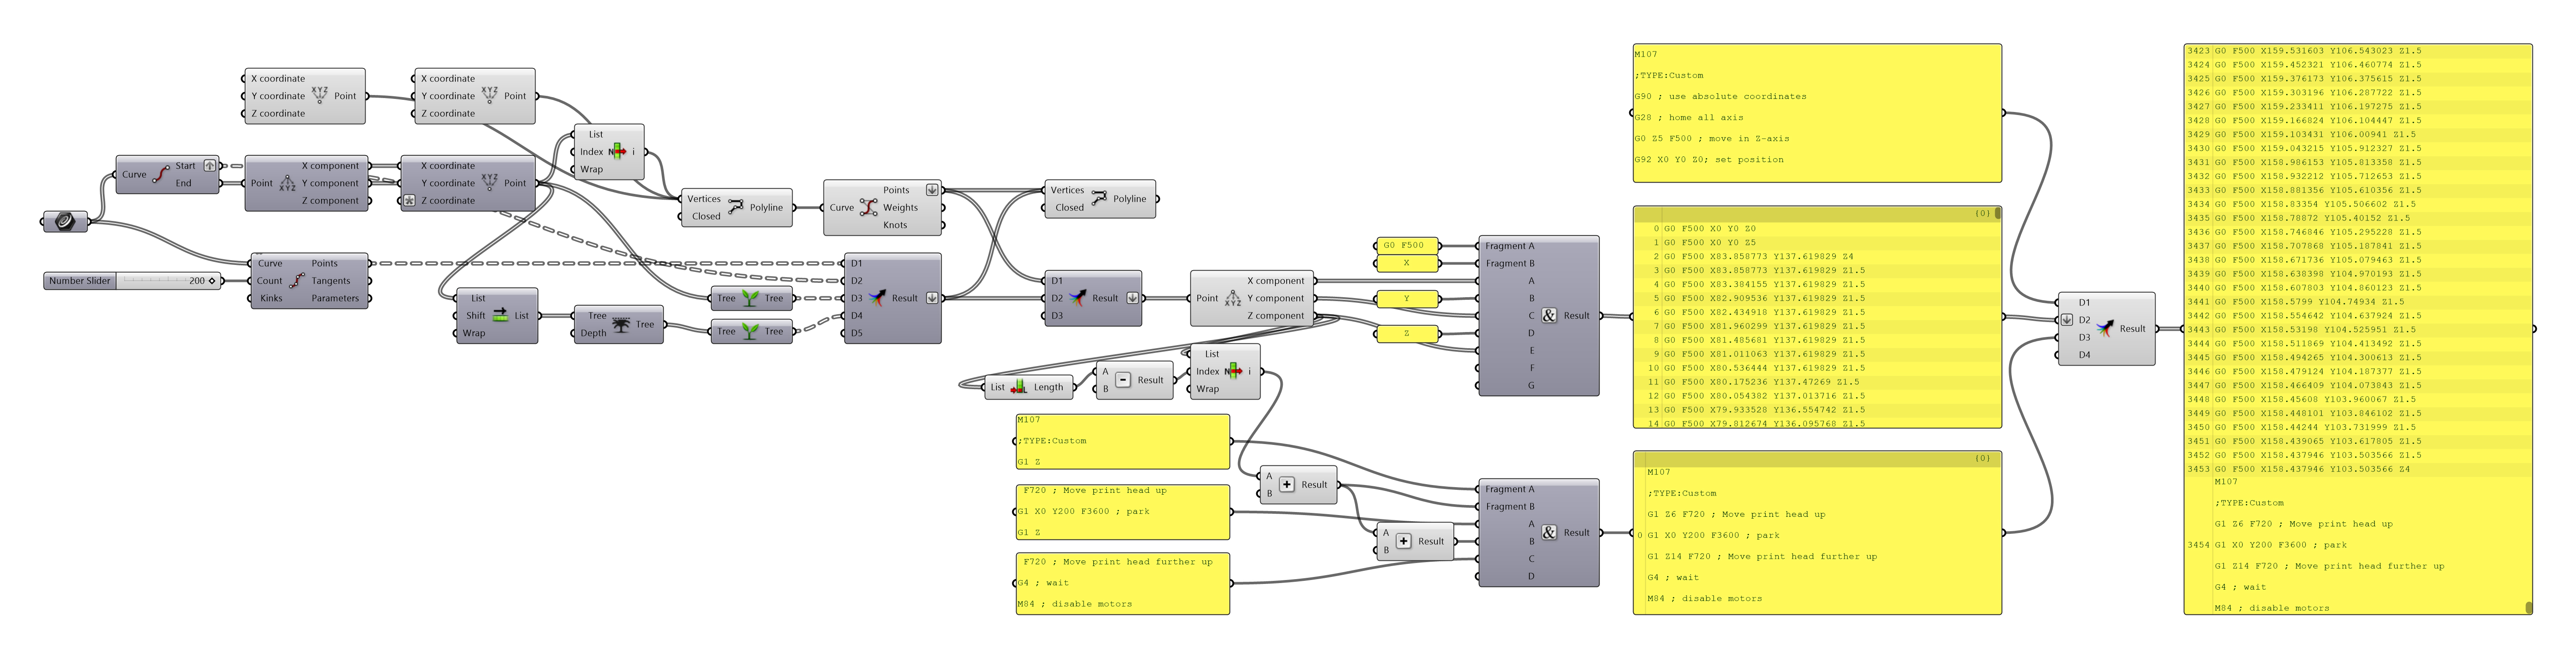 X coordinate
Y coordinate
Z coordinate
Point
X coordinate
Y coordinate
Z coordinate
Point
Curve
Start
End
Point
X component
Y component
Z component
X coordinate
Y coordinate
Z coordinate
Point
List
Index
Wrap
i
Number Slider
200
Curve
Count
Kinks
Points
Tangents
Parameters
List
Shift
Wrap
List
Tree
Depth
Tree
Tree
Tree
Tree
Tree
Vertices
Closed
Polyline
Curve
Points
Weights
Knots
D1
D2
D3
D4
D5
Result
Vertices
Closed
Polyline
D1
D2
D3
Result
Point
X component
Y component
Z component
List
Length
A
B
Result
List
Index
Wrap
i
M107
;TYPE:Custom
G1 Z
F720 ; Move print head up
G1 X0 Y200 F3600 ; park
G1 Z
F720 ; Move print head further up
G4 ; wait
M84 ; disable motors
A
B
Result
A
B
Result
G0 F500
X
Y
Z
Fragment A
Fragment B
A
B
C
D
E
F
G
&
Result
Fragment A
Fragment B
A
B
C
D
&
Result
M107
;TYPE:Custom
G90 ; use absolute coordinates
G28 ; home all axis
G0 Z5 F500 ; move in Z-axis
G92 X0 Y0 Z0; set position
{0}
0 G0 F500 X0 Y0 Z0
1 G0 F500 X0 Y0 Z5
2 G0 F500 X83.858773 Y137.619829 Z4
3 G0 F500 X83.858773 Y137.619829 Z1.5
4 G0 F500 X83.384155 Y137.619829 Z1.5
5 G0 F500 X82.909536 Y137.619829 Z1.5
6 G0 F500 X82.434918 Y137.619829 Z1.5
7 G0 F500 X81.960299 Y137.619829 Z1.5
8 G0 F500 X81.485681 Y137.619829 Z1.5
9 G0 F500 X81.011063 Y137.619829 Z1.5
10 G0 F500 X80.536444 Y137.619829 Z1.5
11 G0 F500 X80.175236 Y137.47269 Z1.5
12 G0 F500 X80.054382 Y137.013716 Z1.5
13 G0 F500 X79.933528 Y136.554742 Z1.5
14 G0 F500 X79.812674 Y136.095768 Z1.5
{0}
M107
;TYPE:Custom
G1 Z6 F720 ; Move print head up
0 G1 X0 Y200 F3600 ; park
G1 Z14 F720 ; Move print head further up
G4 ; wait
M84 ; disable motors
D1
D2
D3
D4
Result
3423 G0 F500 X159.531603 Y106.543023 Z1.5
3424 G0 F500 X159.452321 Y106.460774 Z1.5
3425 G0 F500 X159.376173 Y106.375615 Z1.5
3426 G0 F500 X159.303196 Y106.287722 Z1.5
3427 G0 F500 X159.233411 Y106.197275 Z1.5
3428 G0 F500 X159.166824 Y106.104447 Z1.5
3429 G0 F500 X159.103431 Y106.00941 Z1.5
3430 G0 F500 X159.043215 Y105.912327 Z1.5
3431 G0 F500 X158.986153 Y105.813358 Z1.5
3432 G0 F500 X158.932212 Y105.712653 Z1.5
3433 G0 F500 X158.881356 Y105.610356 Z1.5
3434 G0 F500 X158.83354 Y105.506602 Z1.5
3435 G0 F500 X158.78872 Y105.40152 Z1.5
3436 G0 F500 X158.746846 Y105.295228 Z1.5
3437 G0 F500 X158.707868 Y105.187841 Z1.5
3438 G0 F500 X158.671736 Y105.079463 Z1.5
3439 G0 F500 X158.638398 Y104.970193 Z1.5
3440 G0 F500 X158.607803 Y104.860123 Z1.5
3441 G0 F500 X158.5799 Y104.74934 Z1.5
3442 G0 F500 X158.554642 Y104.637924 Z1.5
3443 G0 F500 X158.53198 Y104.525951 Z1.5
3444 G0 F500 X158.511869 Y104.413492 Z1.5
3445 G0 F500 X158.494265 Y104.300613 Z1.5
3446 G0 F500 X158.479124 Y104.187377 Z1.5
3447 G0 F500 X158.466409 Y104.073843 Z1.5
3448 G0 F500 X158.45608 Y103.960067 Z1.5
3449 G0 F500 X158.448101 Y103.846102 Z1.5
3450 G0 F500 X158.44244 Y103.731999 Z1.5
3451 G0 F500 X158.439065 Y103.617805 Z1.5
3452 G0 F500 X158.437946 Y103.503566 Z1.5
3453 G0 F500 X158.437946 Y103.503566 Z4
M107
;TYPE:Custom
G1 Z6 F720 ; Move print head up
3454 G1 X0 Y200 F3600 ; park
G1 Z14 F720 ; Move print head further up
G4 ; wait
M84 ; disable motors